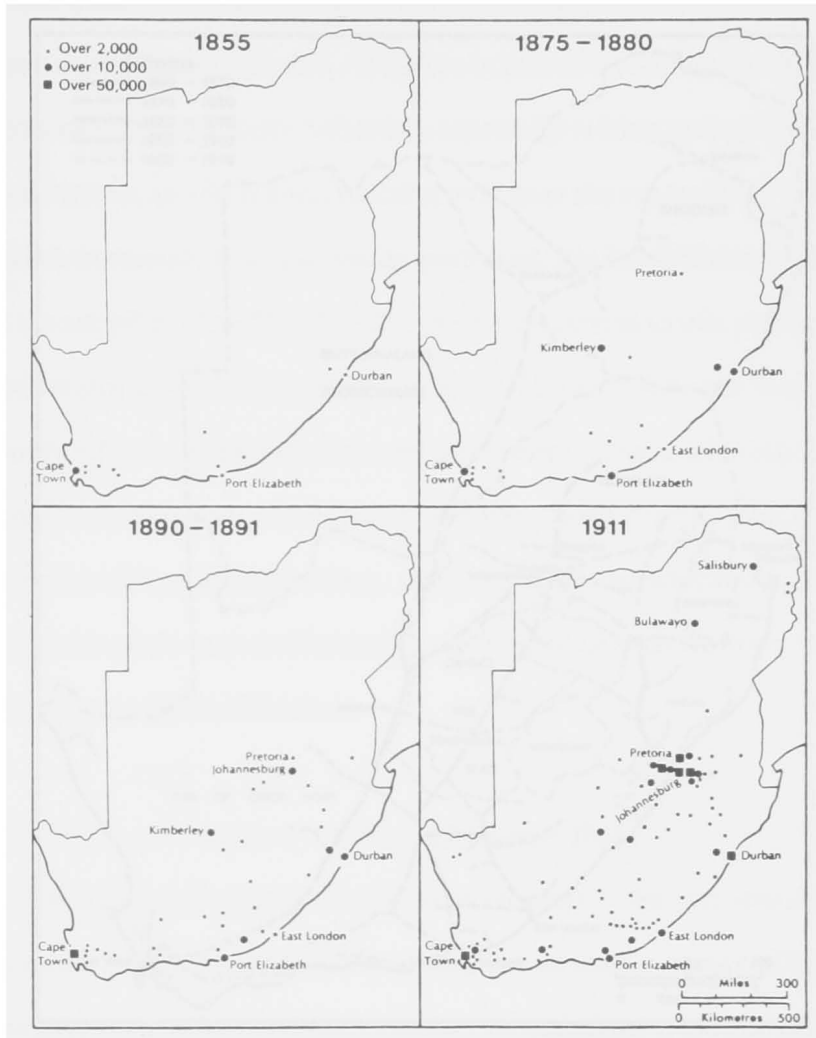 1855
Over 2,000
Over 10,000
Over 50,000
Durban
Cape
Town
Port Elizabeth
1875 – 1880
Pretoria
Kimberley
Durban
East London
Cape
Town
Port Elizabeth
1890 – 1891
Pretoria
Johannesburg
Kimberley
Durban
East London
Cape
Town
Port Elizabeth
1911
Salisbury
Bulawayo
Pretoria
Johannesburg
Durban
East London
Cape
Town
Port Elizabeth
0 Miles 300
0 Kilometres 500